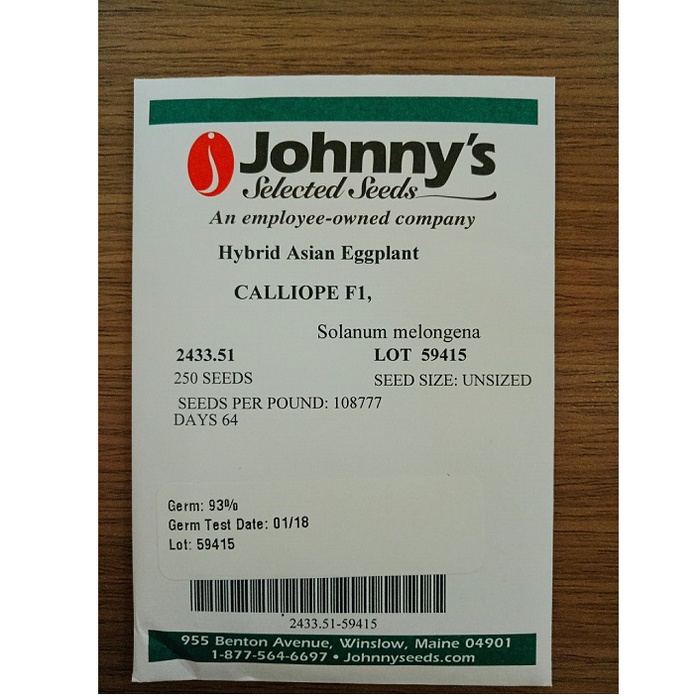 Johnny's
Selected Seeds
An employee-owned company
Hybrid Asian Eggplant
CALLIOPE F1,
Solanum melongena
2433.51 LOT 59415
250 SEEDS SEED SIZE: UNSIZED
SEEDS PER POUND: 108777
DAYS 64
Germ: 93%
Germ Test Date: 01/18
Lot: 59415
2433.51-59415
955 Benton Avenue, Winslow, Maine 04901
1-877-564-6697 • Johnnyseeds.com